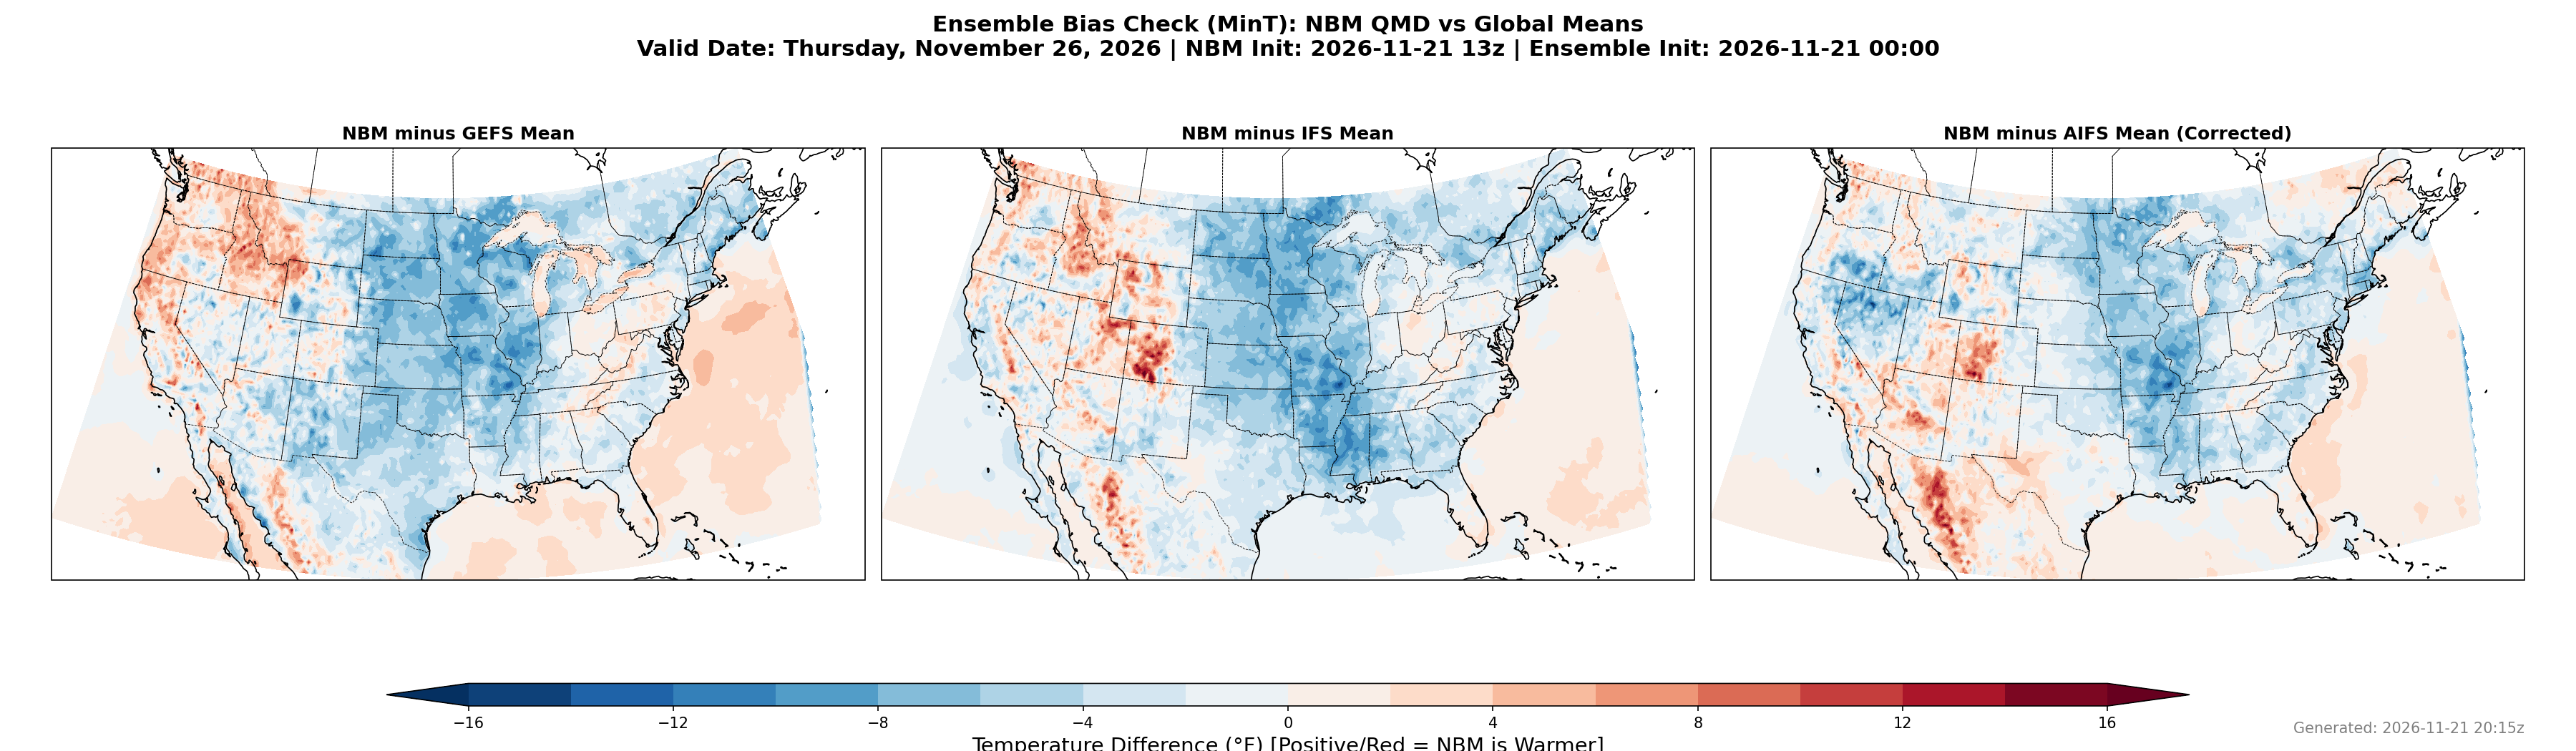 Ensemble Bias Check (MinT): NBM QMD vs Global Means
Valid Date: Thursday, November 26, 2026 | NBM Init: 2026-11-21 13z | Ensemble Init: 2026-11-21 00:00
NBM minus GEFS Mean
NBM minus IFS Mean
NBM minus AIFS Mean (Corrected)
−16 −12 −8 −4 0 4 8 12 16
Generated: 2026-11-21 20:15z
Temperature Difference (°F) [Positive/Red = NBM is Warmer]